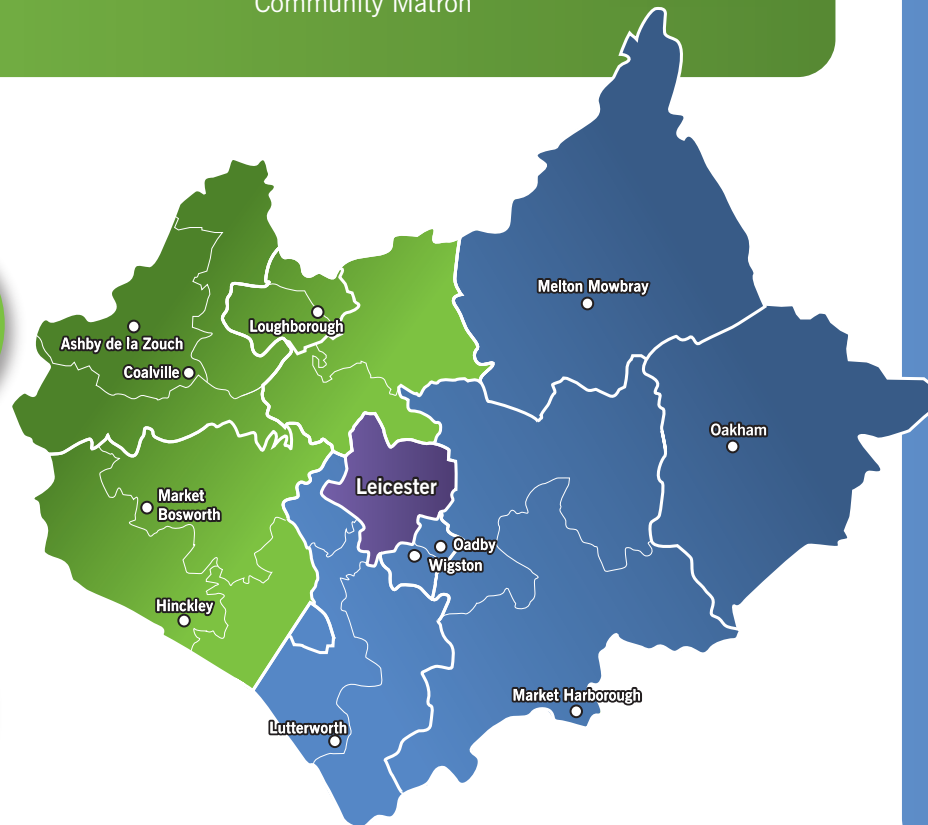 Community Matron
Melton Mowbray
Loughborough
Ashby de la Zouch
Coalville
Oakham
Leicester
Market
Bosworth
Oadby
Wigston
Hinckley
Market Harborough
Lutterworth